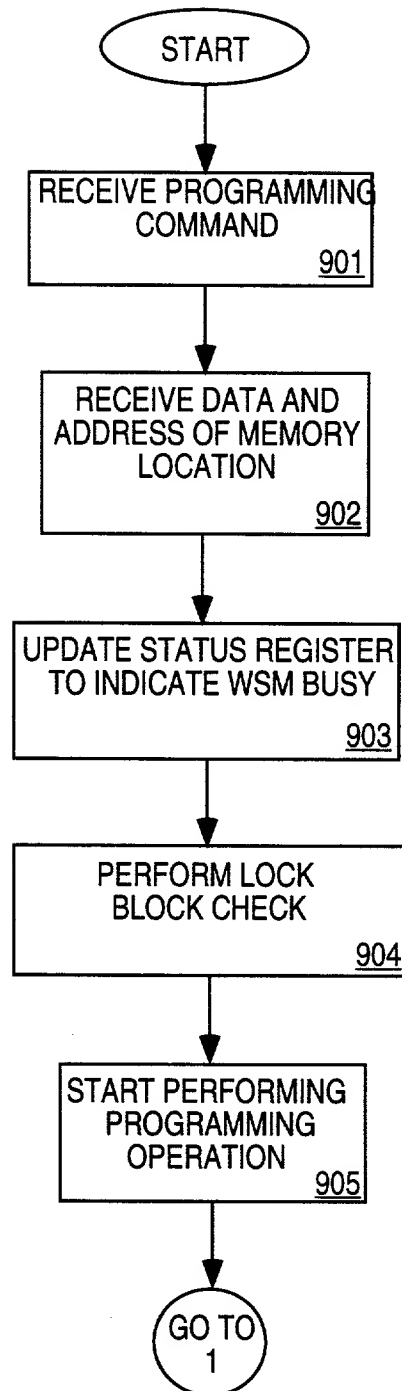 START
RECEIVE PROGRAMMING
COMMAND
901
RECEIVE DATA AND
ADDRESS OF MEMORY
LOCATION
902
UPDATE STATUS REGISTER
TO INDICATE WSM BUSY
903
PERFORM LOCK
BLOCK CHECK
904
START PERFORMING
PROGRAMMING
OPERATION
905
GO TO
1